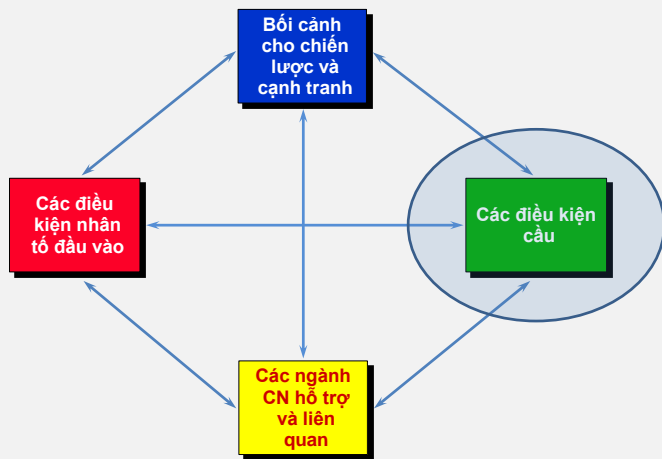 Bối cảnh
cho chiến
lược và
cạnh tranh
Các điều
kiện nhân
tố đầu vào
Các điều kiện
cầu
Các ngành
CN hỗ trợ
và liên
quan